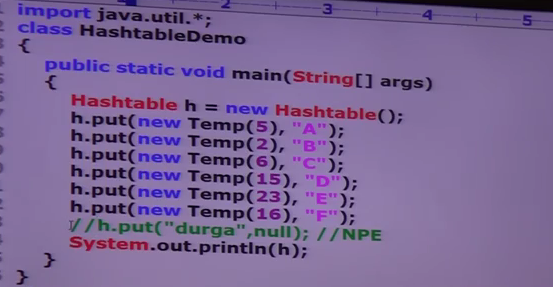 2 3 4 5
import java.util.*;
class HashtableDemo
{
public static void main(String[] args)
{
Hashtable h = new Hashtable();
h.put(new Temp(5), "A");
h.put(new Temp(2), "B");
h.put(new Temp(6), "C");
h.put(new Temp(15), "D");
h.put(new Temp(23), "E");
h.put(new Temp(16), "F");
//h.put("durga",null); //NPE
System.out.println(h);
}
}